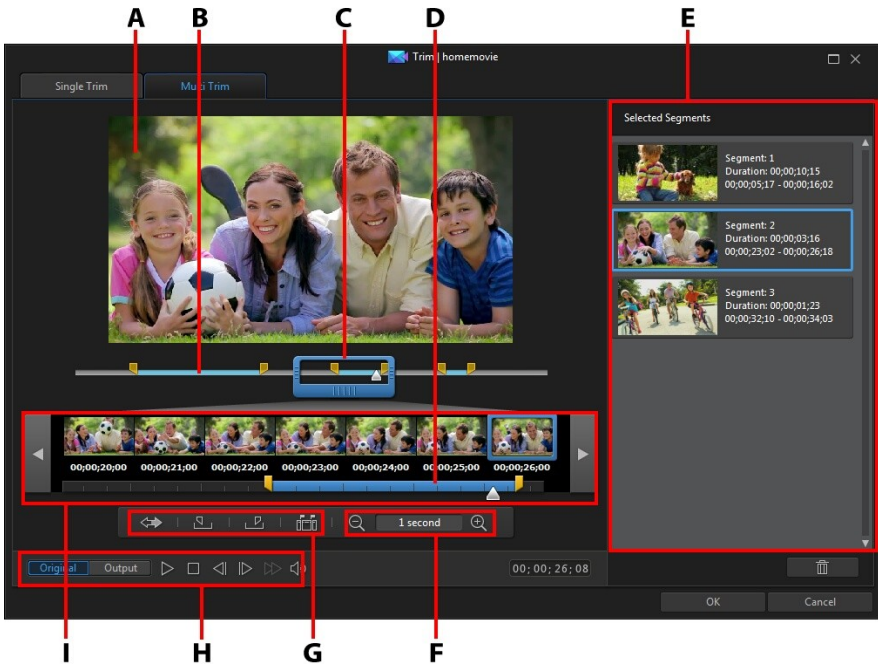 A B C D E
Trim | homemovie
Single Trim Multi Trim
Selected Segments
Segment: 1
Duration: 00;00;10;15
00;00;05;17 - 00;00;16;02
Segment: 2
Duration: 00;00;03;16
00;00;23;02 - 00;00;26;18
Segment: 3
Duration: 00;00;01;23
00;00;32;10 - 00;00;34;03
00;00;20;00 00;00;21;00 00;00;22;00 00;00;23;00 00;00;24;00 00;00;25;00 00;00;26;00
1 second
Original Output
00; 00; 26; 08
OK Cancel
I H G F